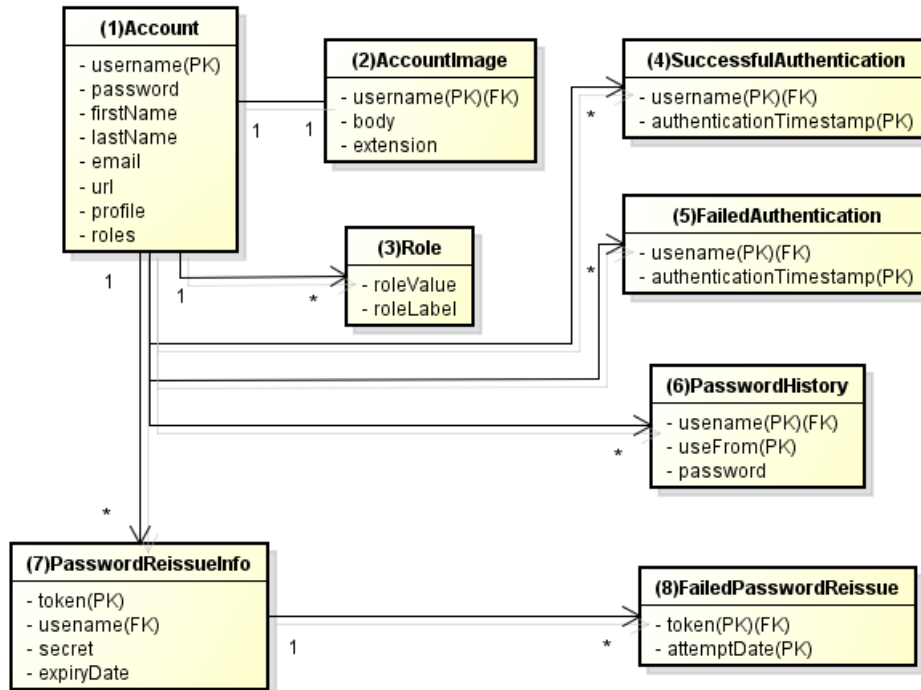 (1)Account
- username(PK)
- password
- firstName
- lastName
- email
- url
- profile
- roles
(2)AccountImage
- username(PK)(FK)
- body
- extension
(4)SuccessfulAuthentication
- username(PK)(FK)
- authenticationTimestamp(PK)
1
1
*
(5)FailedAuthentication
- usename(PK)(FK)
- authenticationTimestamp(PK)
*
(3)Role
- roleValue
- roleLabel
1
1
*
(6)PasswordHistory
- usename(PK)(FK)
- useFrom(PK)
- password
*
*
(7)PasswordReissueInfo
- token(PK)
- usename(FK)
- secret
- expiryDate
(8)FailedPasswordReissue
- token(PK)(FK)
- attemptDate(PK)
1
*